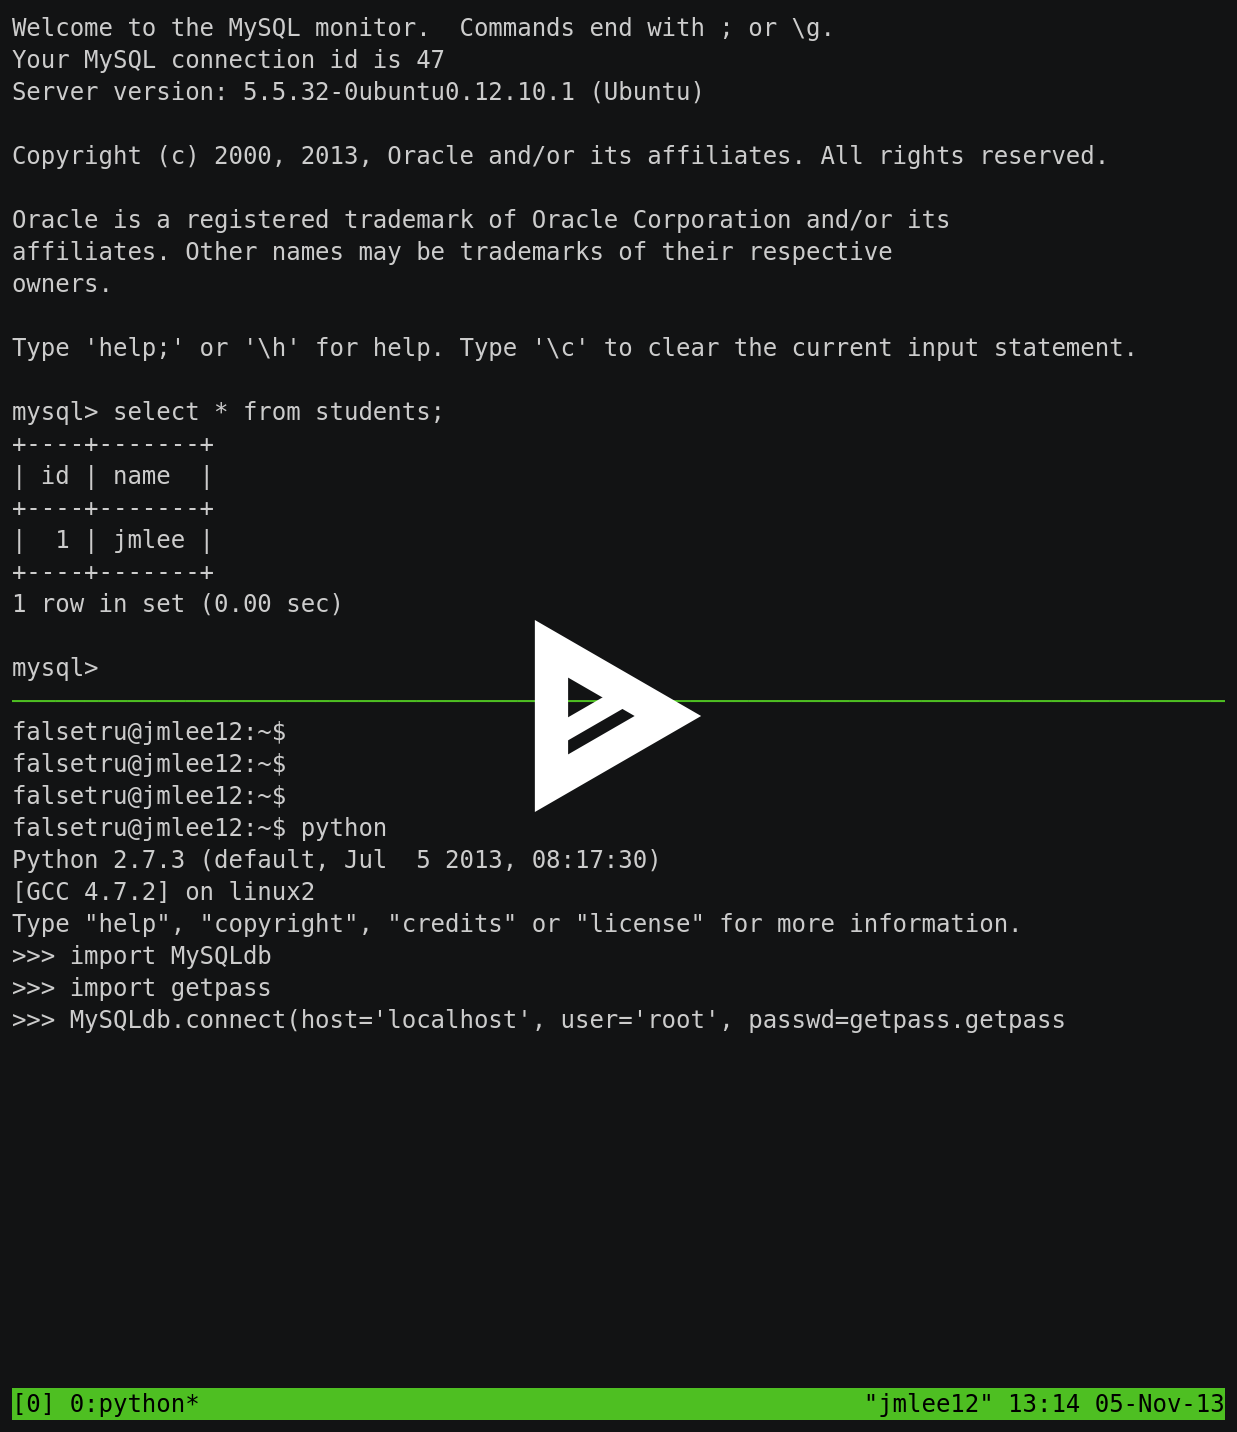 Welcome to the MySQL monitor.  Commands end with ; or \g.
Your MySQL connection id is 47
Server version: 5.5.32-0ubuntu0.12.10.1 (Ubuntu)

Copyright (c) 2000, 2013, Oracle and/or its affiliates. All rights reserved.

Oracle is a registered trademark of Oracle Corporation and/or its
affiliates. Other names may be trademarks of their respective
owners.

Type 'help;' or '\h' for help. Type '\c' to clear the current input statement.

mysql> select * from students;
+----+-------+
| id | name  |
+----+-------+
|  1 | jmlee |
+----+-------+
1 row in set (0.00 sec)

mysql>
falsetru@jmlee12:~$
falsetru@jmlee12:~$
falsetru@jmlee12:~$
falsetru@jmlee12:~$ python
Python 2.7.3 (default, Jul  5 2013, 08:17:30)
[GCC 4.7.2] on linux2
Type "help", "copyright", "credits" or "license" for more information.
>>> import MySQLdb
>>> import getpass
>>> MySQLdb.connect(host='localhost', user='root', passwd=getpass.getpass
[0] 0:python* "jmlee12" 13:14 05-Nov-13